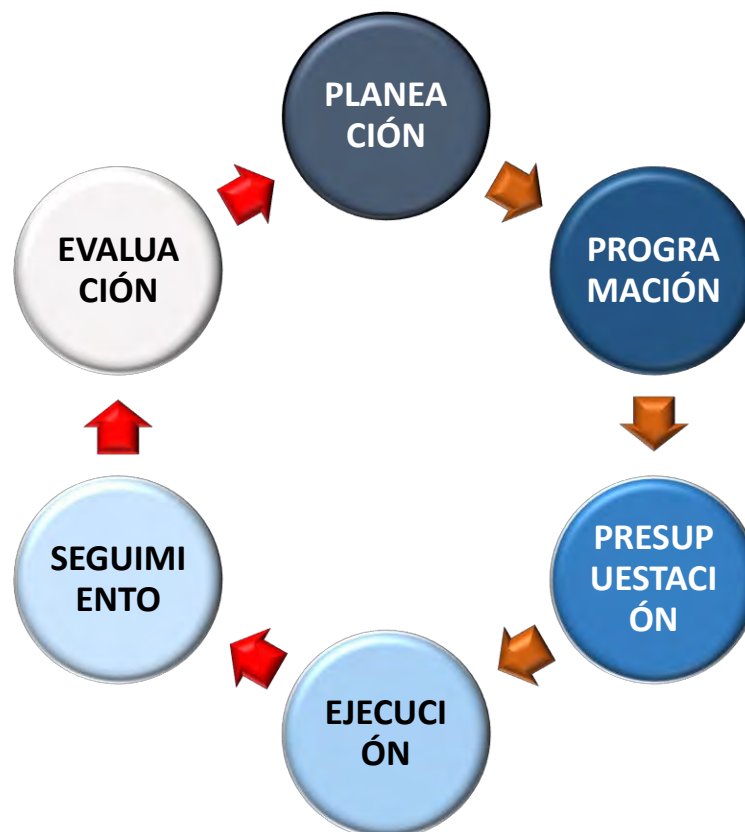 PLANEA
CIÓN
PROGRA
MACIÓN
PRESUP
UESTACI
ÓN
EJECUCI
ÓN
SEGUIMI
ENTO
EVALUA
CIÓN